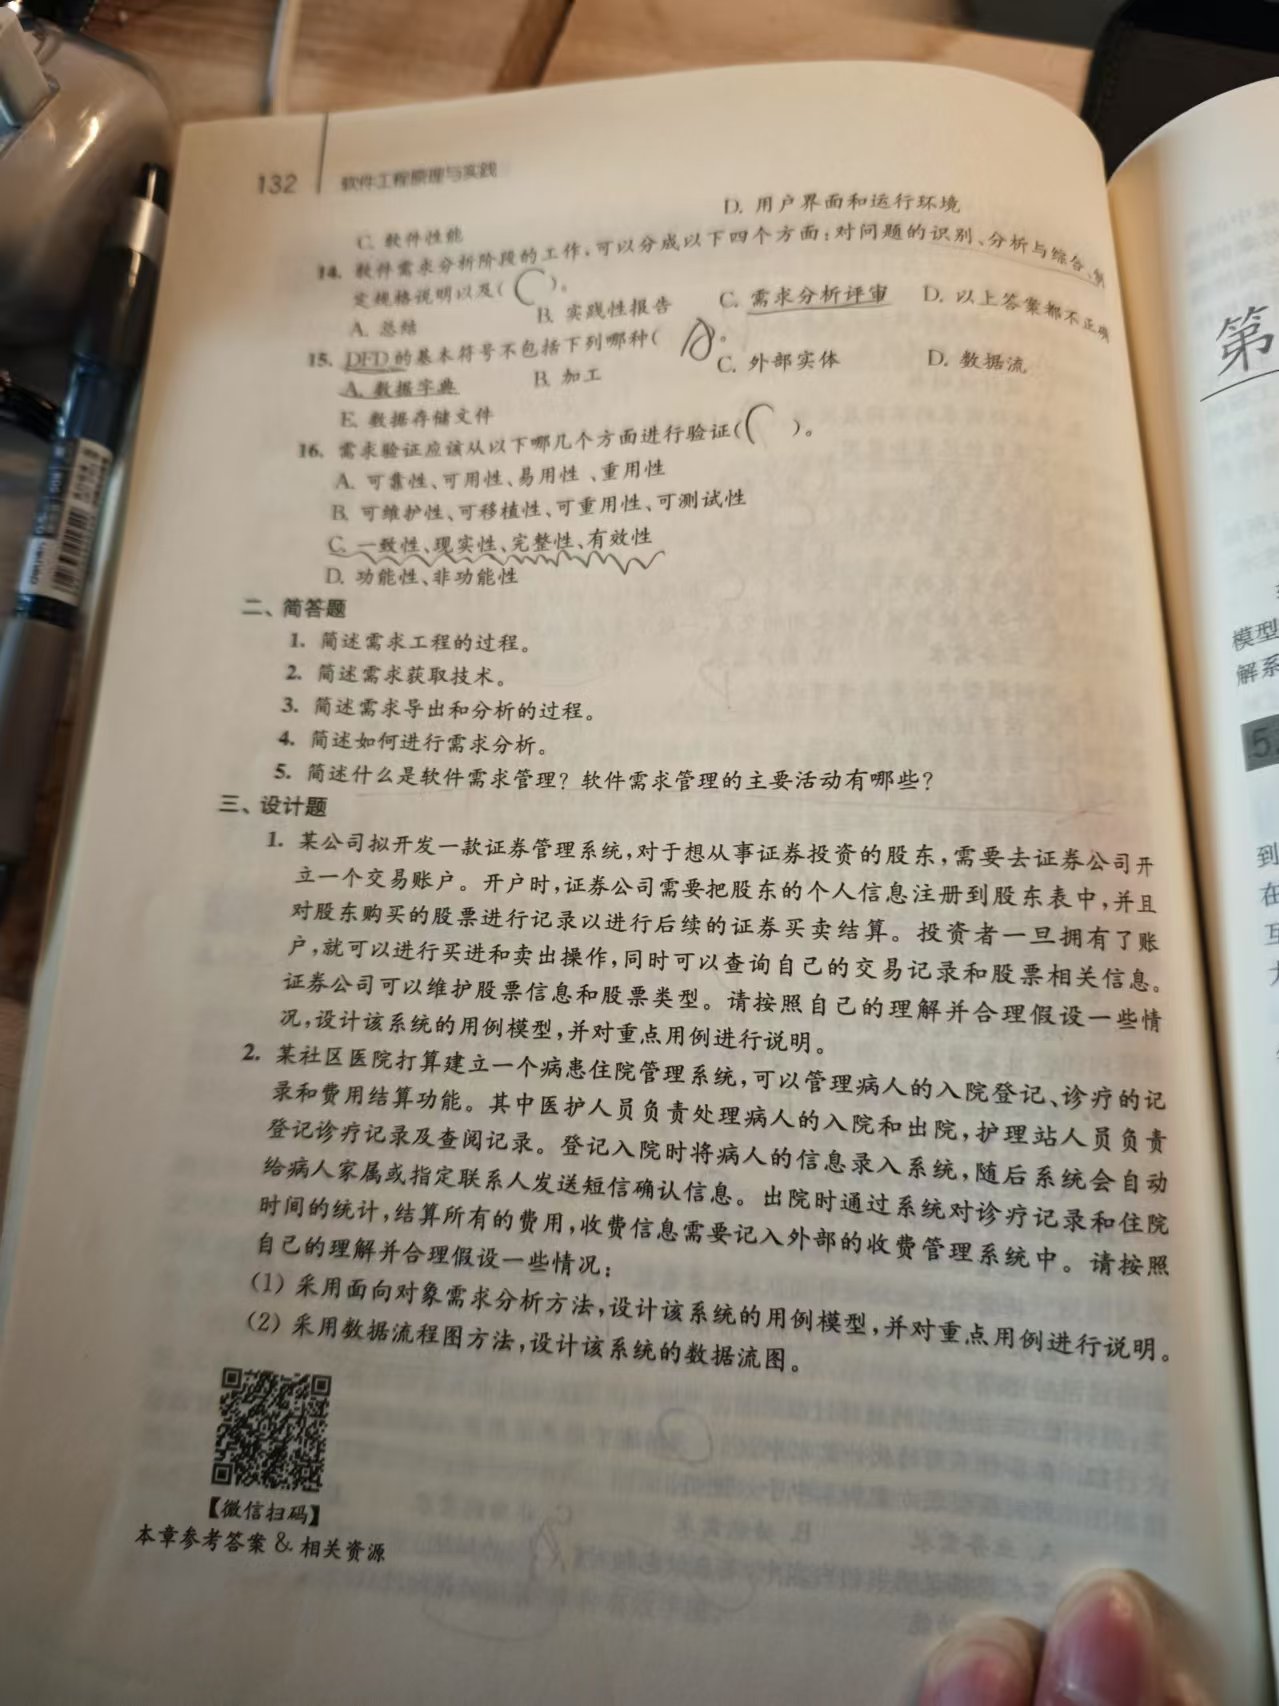 132 软件工程原理与实践
C. 软件性能 D. 用户界面和运行环境
14. 软件需求分析阶段的工作,可以分成以下四个方面:对问题的识别、分析与综合、制
定规格说明以及( C )。
A. 总结 B. 实践性报告 C. 需求分析评审 D. 以上答案都不正确
15. DFD的基本符号不包括下列哪种( A )。
A. 数据字典 B. 加工 C. 外部实体 D. 数据流
E. 数据存储文件
16. 需求验证应该从以下哪几个方面进行验证( C )。
A. 可靠性、可用性、易用性、重用性
B. 可维护性、可移植性、可重用性、可测试性
C. 一致性、现实性、完整性、有效性
D. 功能性、非功能性
二、简答题
1. 简述需求工程的过程。
2. 简述需求获取技术。
3. 简述需求导出和分析的过程。
4. 简述如何进行需求分析。
5. 简述什么是软件需求管理?软件需求管理的主要活动有哪些?
三、设计题
1. 某公司拟开发一款证券管理系统,对于想从事证券投资的股东,需要去证券公司开
立一个交易账户。开户时,证券公司需要把股东的个人信息注册到股东表中,并且
对股东购买的股票进行记录以进行后续的证券买卖结算。投资者一旦拥有了账
户,就可以进行买进和卖出操作,同时可以查询自己的交易记录和股票相关信息。
证券公司可以维护股票信息和股票类型。请按照自己的理解并合理假设一些情
况,设计该系统的用例模型,并对重点用例进行说明。
2. 某社区医院打算建立一个病患住院管理系统,可以管理病人的入院登记、诊疗的记
录和费用结算功能。其中医护人员负责处理病人的入院和出院,护理站人员负责
登记诊疗记录及查阅记录。登记入院时将病人的信息录入系统,随后系统会自动
给病人家属或指定联系人发送短信确认信息。出院时通过系统对诊疗记录和住院
时间的统计,结算所有的费用,收费信息需要记入外部的收费管理系统中。请按照
自己的理解并合理假设一些情况:
(1) 采用面向对象需求分析方法,设计该系统的用例模型,并对重点用例进行说明。
(2) 采用数据流程图方法,设计该系统的数据流图。
【微信扫码】
本章参考答案 & 相关资源
第
模型
解系
5.
到
在
互